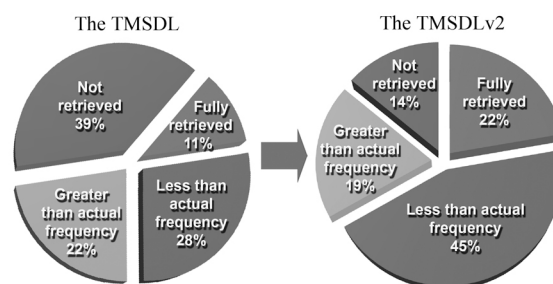 The TMSDL
Not
retrieved
39%
Fully
retrieved
11%
Greater
than actual
frequency
22%
Less than
actual
frequency
28%
The TMSDLv2
Not
retrieved
14%
Fully
retrieved
22%
Greater
than actual
frequency
19%
Less than actual
frequency
45%